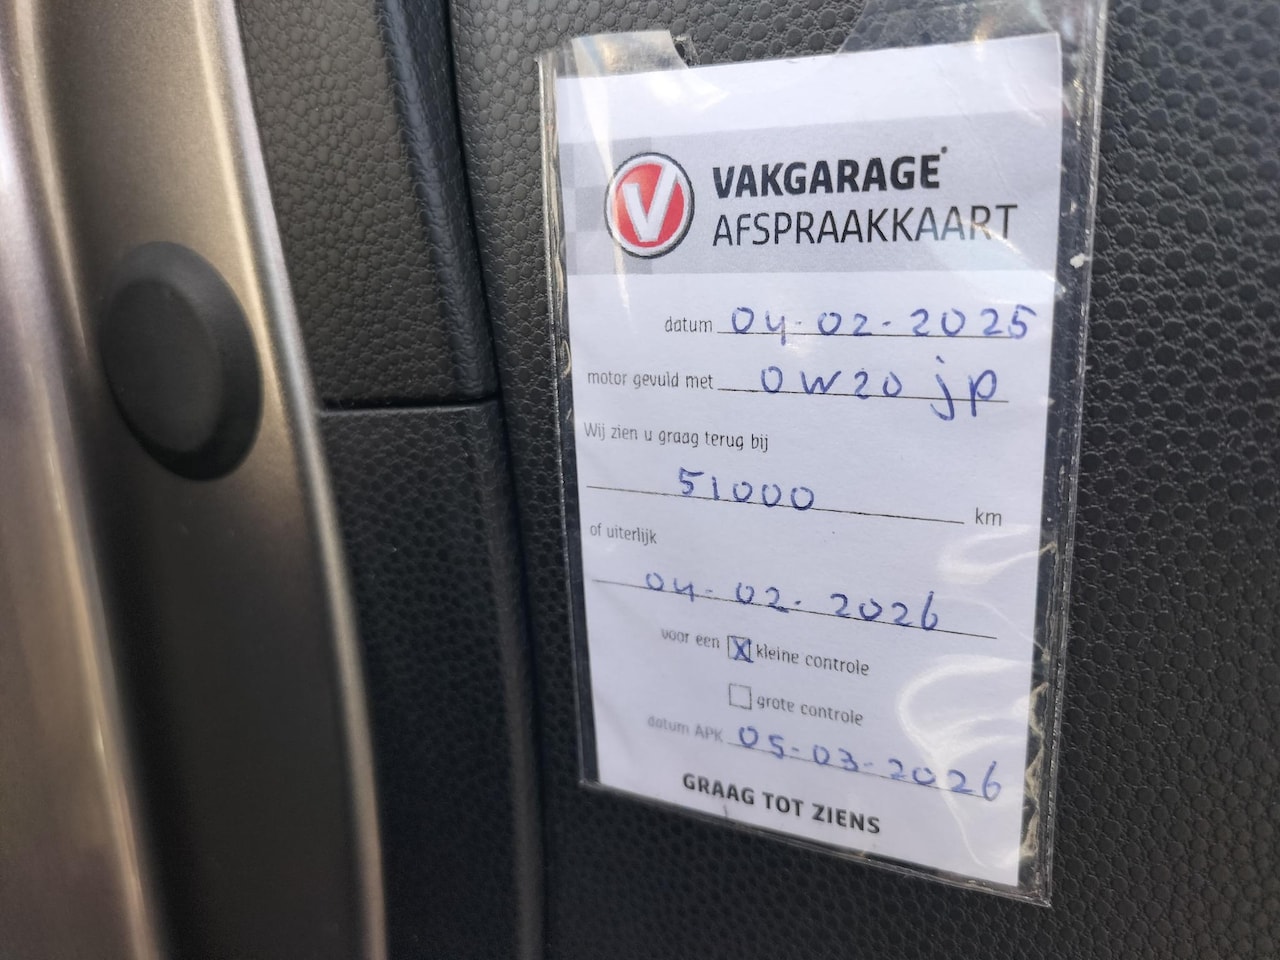 V
VAKGARAGE
AFSPRAAKKAART
datum 04-02-2025
motor gevuld met 0W20 jp
Wij zien u graag terug bij
51000 km
of uiterlijk
04-02-2026
voor een X kleine controle
grote controle
datum APK 05-03-2026
GRAAG TOT ZIENS